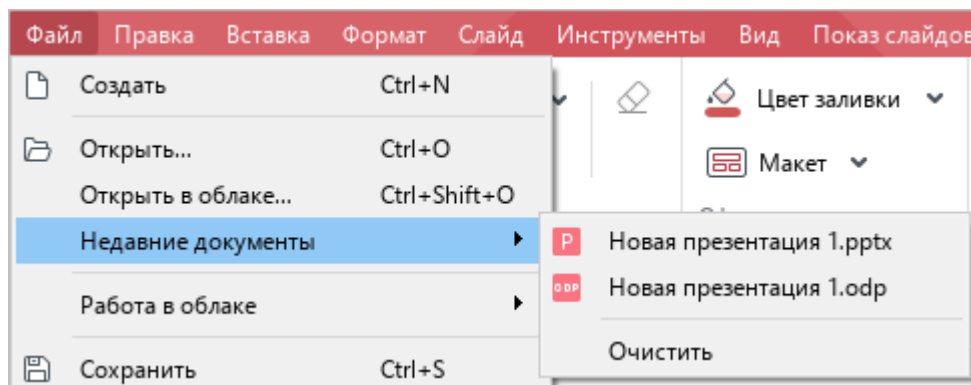 Файл Правка Вставка Формат Слайд Инструменты Вид Показ слайдов
Создать Ctrl+N
Цвет заливки
Открыть... Ctrl+O
Макет
Открыть в облаке... Ctrl+Shift+O
Недавние документы
P Новая презентация 1.pptx
ODP Новая презентация 1.odp
Работа в облаке
Очистить
Сохранить Ctrl+S